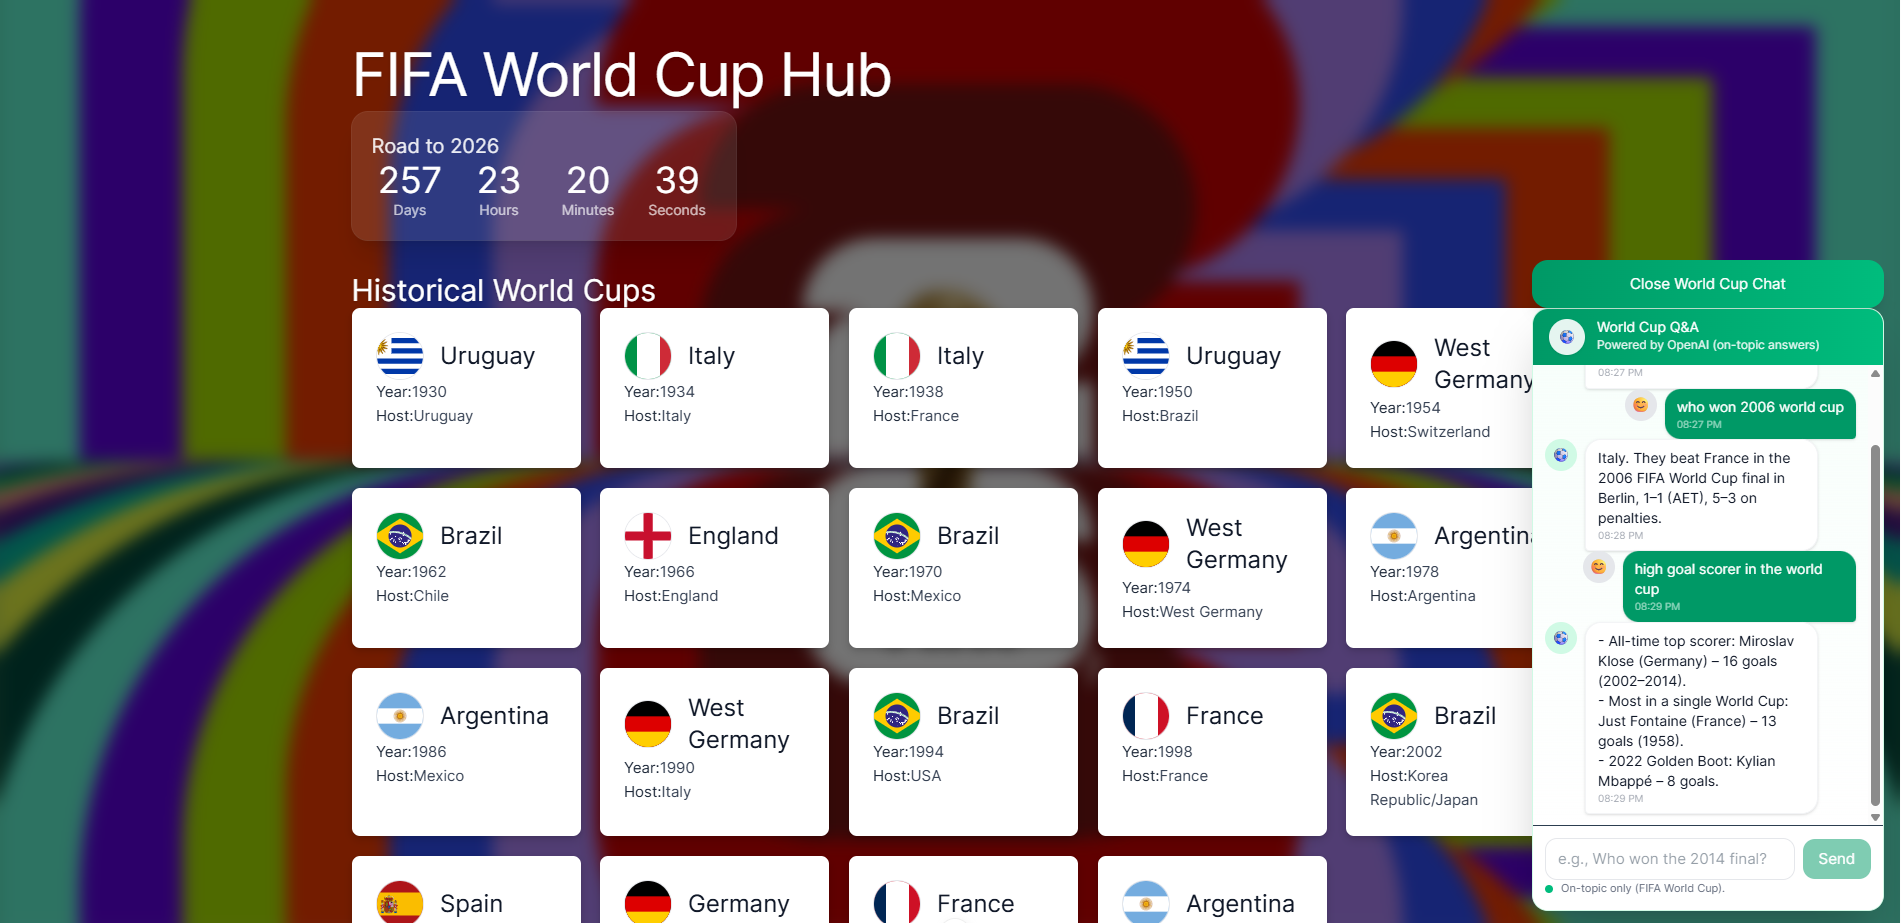 FIFA World Cup Hub
Road to 2026
257 23 20 39
Days Hours Minutes Seconds
Historical World Cups
Uruguay
Year:1930
Host:Uruguay
Italy
Year:1934
Host:Italy
Italy
Year:1938
Host:France
Uruguay
Year:1950
Host:Brazil
West
Germany
Year:1954
Host:Switzerland
Brazil
Year:1962
Host:Chile
England
Year:1966
Host:England
Brazil
Year:1970
Host:Mexico
West
Germany
Year:1974
Host:West Germany
Argentin
Year:1978
Host:Argentina
Argentina
Year:1986
Host:Mexico
West
Germany
Year:1990
Host:Italy
Brazil
Year:1994
Host:USA
France
Year:1998
Host:France
Brazil
Year:2002
Host:Korea
Republic/Japan
Spain
Germany
France
Argentina
Close World Cup Chat
World Cup Q&A
Powered by OpenAI (on-topic answers)
08:27 PM
who won 2006 world cup
08:27 PM
Italy. They beat France in the
2006 FIFA World Cup final in
Berlin, 1–1 (AET), 5–3 on
penalties.
08:28 PM
high goal scorer in the world
cup
08:29 PM
- All-time top scorer: Miroslav
Klose (Germany) – 16 goals
(2002–2014).
- Most in a single World Cup:
Just Fontaine (France) – 13
goals (1958).
- 2022 Golden Boot: Kylian
Mbappé – 8 goals.
08:29 PM
e.g., Who won the 2014 final?
Send
On-topic only (FIFA World Cup).